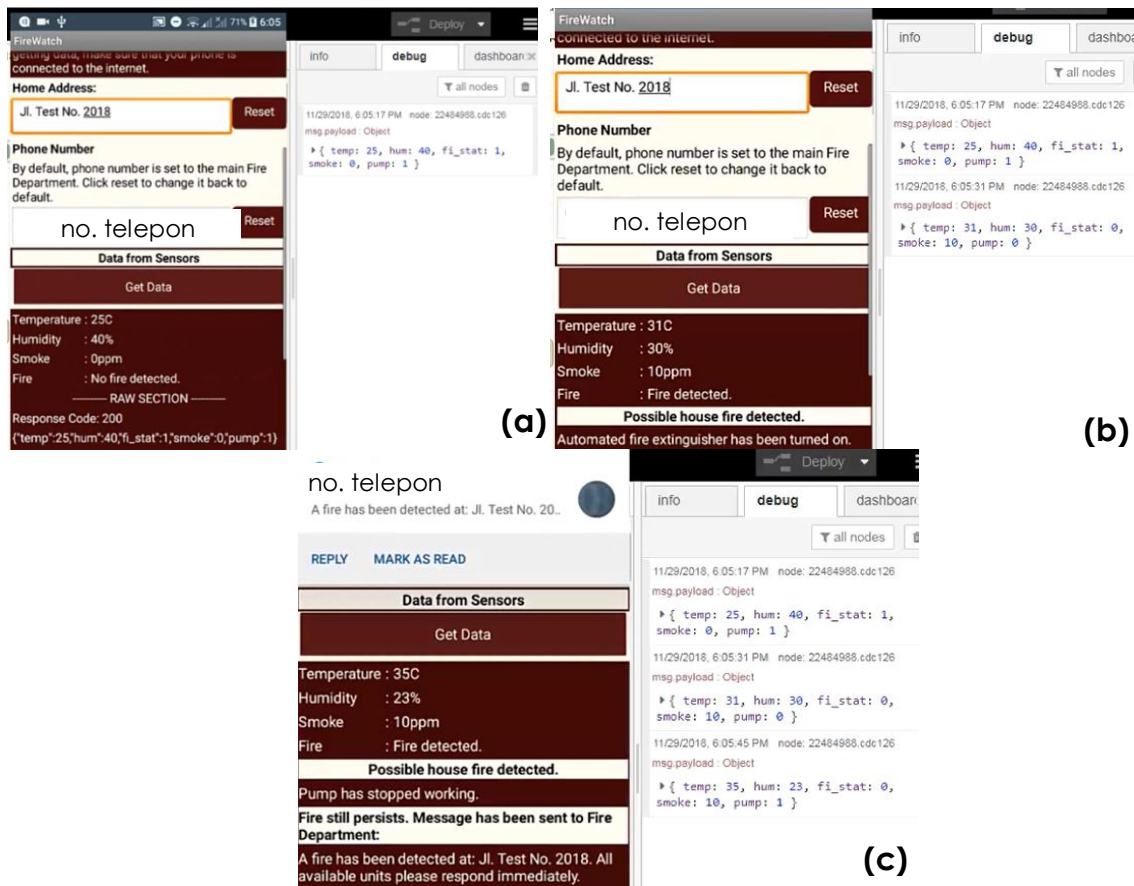 71% 6:05
FireWatch
getting data, make sure that your phone is
connected to the internet.
Home Address:
Jl. Test No. 2018
Reset
Phone Number
By default, phone number is set to the main Fire
Department. Click reset to change it back to
default.
no. telepon
Reset
Data from Sensors
Get Data
Temperature : 25C
Humidity : 40%
Smoke : 0ppm
Fire : No fire detected.
-------- RAW SECTION --------
Response Code: 200
{"temp":25,"hum":40,"fi_stat":1,"smoke":0,"pump":1}
Deploy
info debug dashboar
all nodes
11/29/2018, 6:05:17 PM node: 22484988.cdc126
msg.payload : Object
{ temp: 25, hum: 40, fi_stat: 1,
smoke: 0, pump: 1 }
(a)
FireWatch
connected to the internet.
Home Address:
Jl. Test No. 2018
Reset
Phone Number
By default, phone number is set to the main Fire
Department. Click reset to change it back to
default.
no. telepon
Reset
Data from Sensors
Get Data
Temperature : 31C
Humidity : 30%
Smoke : 10ppm
Fire : Fire detected.
Possible house fire detected.
Automated fire extinguisher has been turned on.
info debug dashboa
all nodes
11/29/2018, 6:05:17 PM node: 22484988.cdc126
msg.payload : Object
{ temp: 25, hum: 40, fi_stat: 1,
smoke: 0, pump: 1 }
11/29/2018, 6:05:31 PM node: 22484988.cdc126
msg.payload : Object
{ temp: 31, hum: 30, fi_stat: 0,
smoke: 10, pump: 0 }
(b)
no. telepon
A fire has been detected at: Jl. Test No. 20..
REPLY MARK AS READ
Data from Sensors
Get Data
Temperature : 35C
Humidity : 23%
Smoke : 10ppm
Fire : Fire detected.
Possible house fire detected.
Pump has stopped working.
Fire still persists. Message has been sent to Fire
Department:
A fire has been detected at: Jl. Test No. 2018. All
available units please respond immediately.
Deploy
info debug dashboar
all nodes
11/29/2018, 6:05:17 PM node: 22484988.cdc126
msg.payload : Object
{ temp: 25, hum: 40, fi_stat: 1,
smoke: 0, pump: 1 }
11/29/2018, 6:05:31 PM node: 22484988.cdc126
msg.payload : Object
{ temp: 31, hum: 30, fi_stat: 0,
smoke: 10, pump: 0 }
11/29/2018, 6:05:45 PM node: 22484988.cdc126
msg.payload : Object
{ temp: 35, hum: 23, fi_stat: 0,
smoke: 10, pump: 1 }
(c)